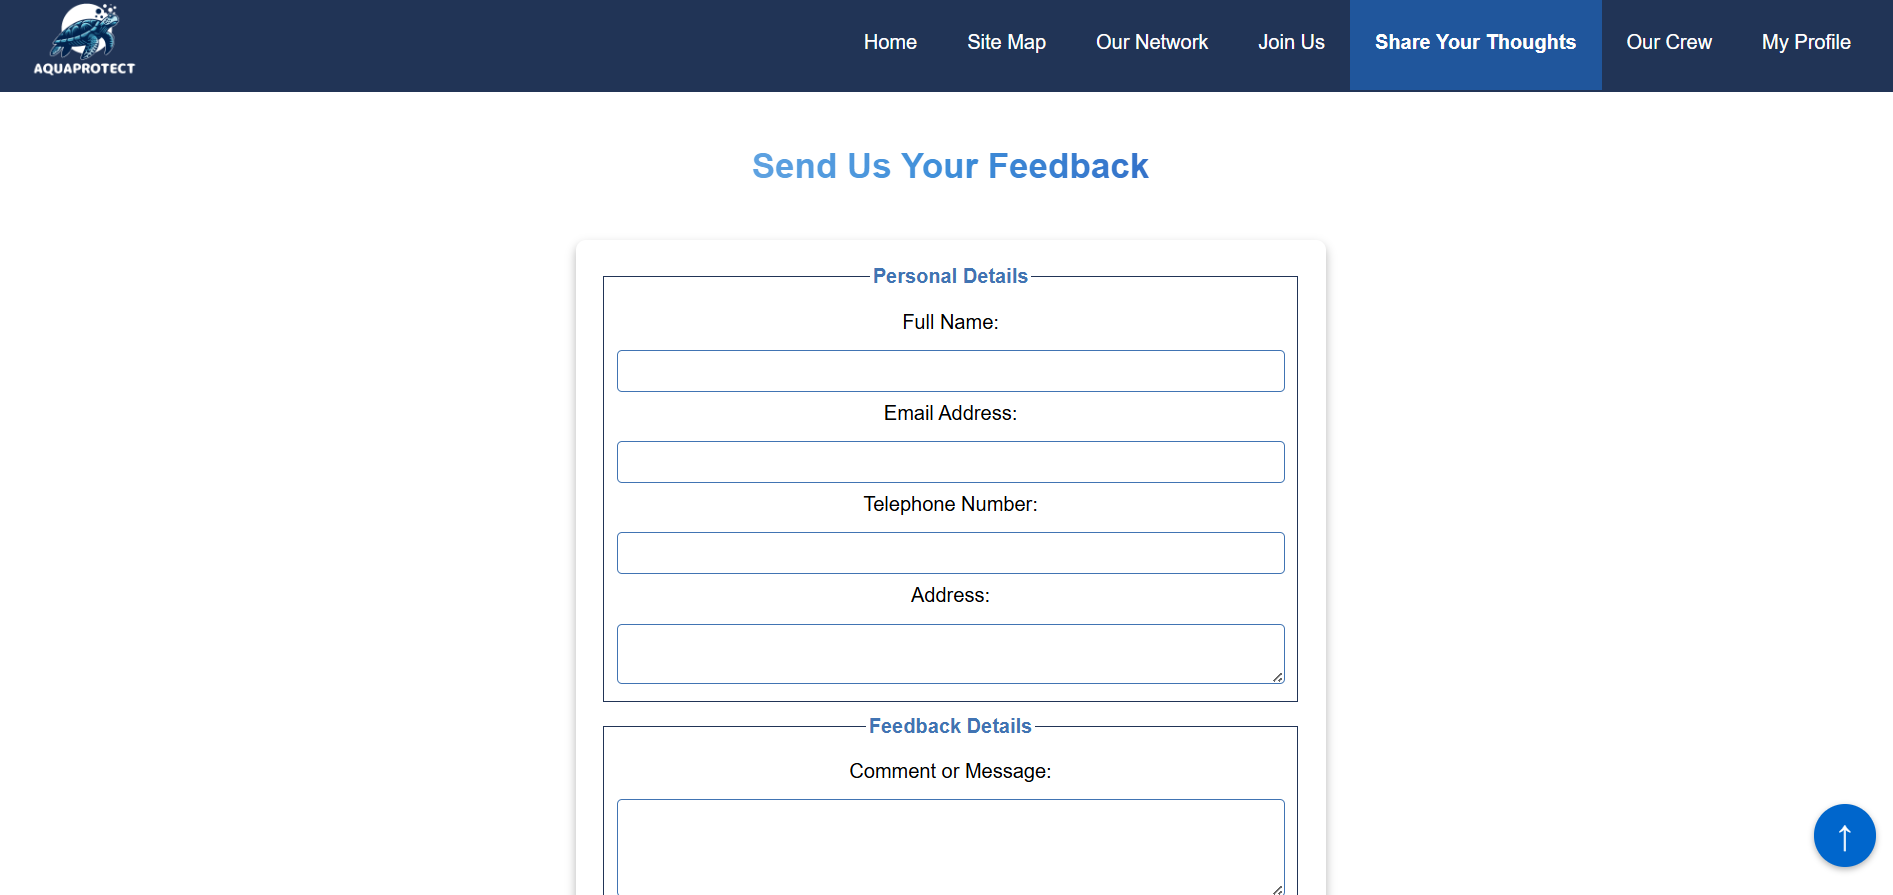 AQUAPROTECT
Home Site Map Our Network Join Us Share Your Thoughts Our Crew My Profile
Send Us Your Feedback
Personal Details
Full Name:
Email Address:
Telephone Number:
Address:
Feedback Details
Comment or Message:
↑